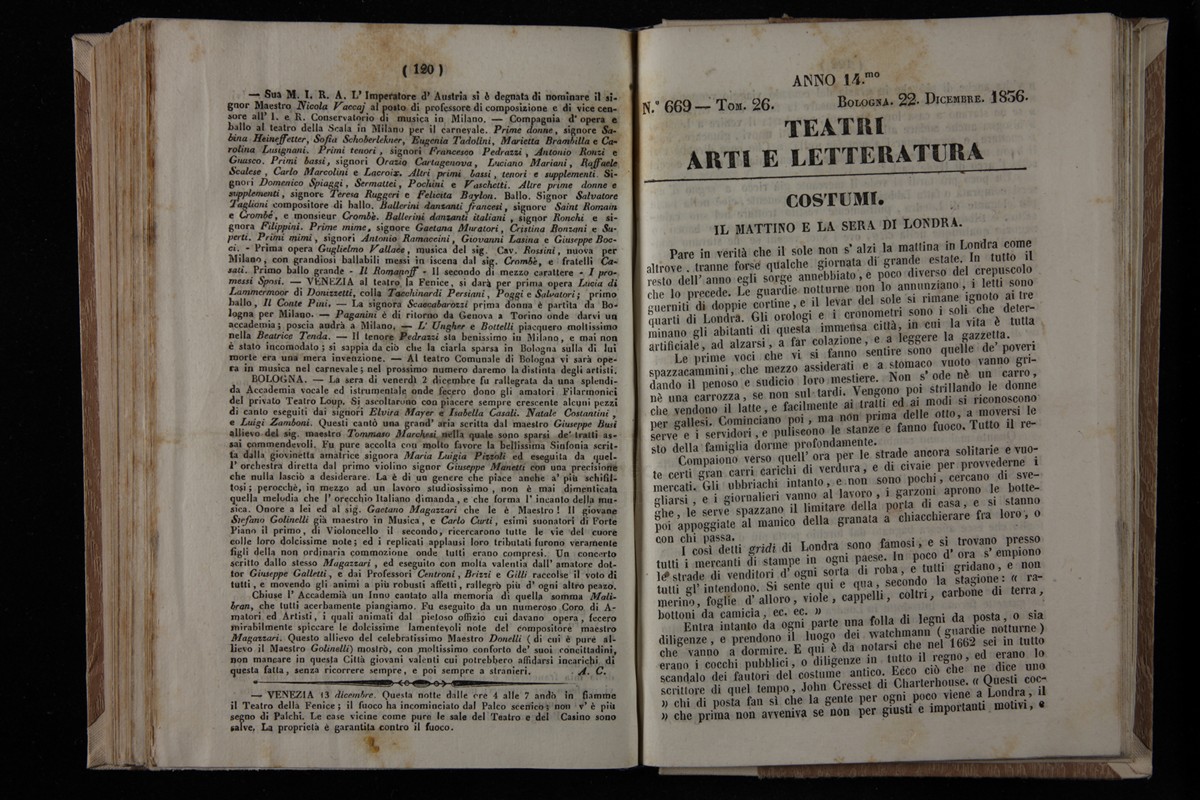 ( 120 )
— Sua M. I. R. A. L' Imperatore d' Austria si è degnata di nominare il si-
gnor Maestro Nicola Vaccaj al posto di professore di composizione e di vice cen-
sore all' I. e R. Conservatorio di musica in Milano. — Compagnia d' opera e
ballo al teatro della Scala in Milano per il carnevale. Prime donne, signore Sa-
bina Heineffetter, Sofia Schoberlekner, Eugenia Tadolini, Marietta Brambilla e Ca-
rolina Lusignani. Primi tenori, signori Francesco Pedrazzi, Antonio Ronzi e
Guasco. Primi bassi, signori Orazio Cartagenova, Luciano Mariani, Raffaele
Scalese, Carlo Marcolini e Lacroix. Altri primi bassi, tenori e supplementi. Si-
gnori Domenico Spiaggi, Sermattei, Pochini e Vaschetti. Altre prime donne e
supplementi, signore Teresa Ruggeri e Felicita Baylon. Ballo. Signor Salvatore
Taglioni compositore di ballo. Ballerini danzanti francesi, signore Saint Romain
e Crombé, e monsieur Crombè. Ballerini danzanti italiani, signor Ronchi e si-
gnora Filippini. Prime mime, signore Gaetana Muratori, Cristina Bonzani e Su-
perti. Primi mimi, signori Antonio Ramaccini, Giovanni Lasina e Giuseppe Boc-
ci. - Prima opera Guglielmo Vallace, musica del sig. Cav. Rossini, nuova per
Milano, con grandiosi ballabili messi in iscena dal sig. Crombè, e fratelli Ca-
sati. Primo ballo grande - Il Romanoff - Il secondo di mezzo carattere - I pro-
messi Sposi. — VENEZIA al teatro la Fenice, si darà per prima opera Lucia di
Lammermoor di Donizzetti, colla Tacchinardi Persiani, Poggi e Salvatori; primo
ballo, Il Conte Pini. — La signora Scaccabarozzi prima donna è partita da Bo-
logna per Milano. — Paganini è di ritorno da Genova a Torino onde darvi un
accademia; poscia audrà a Milano. — L' Ungher e Bottelli piacquero moltissimo
nella Beatrice Tenda. — Il tenore Pedrazzi sta benissimo in Milano, e mai non
è stato incomodato; si sappia da ciò che la ciarla sparsa in Bologna sulla di lui
morte era una mera invenzione. — Al teatro Comunale di Bologna vi sarà ope-
ra in musica nel carnevale; nel prossimo numero daremo la distinta degli artisti.
BOLOGNA. — La sera di venerdì 2 dicembre fu rallegrata da una splendi-
da Accademia vocale ed istrumentale onde fecero dono gli amatori Filarmonici
del privato Teatro Loup. Si ascoltarono con piacere sempre crescente alcuni pezzi
di canto eseguiti dai signori Elvira Mayer e Isabella Casali. Natale Costantini,
e Luigi Zamboni. Questi cantò una grand' aria scritta dal maestro Giuseppe Busi
allievo del sig. maestro Tommaso Marchesi nella quale sono sparsi de' tratti as-
sai commendevoli. Fu pure accolta con molto favore la bellissima Sinfonia scrit-
ta dalla giovinetta amatrice signora Maria Luigia Pizzoli ed eseguita da quel-
l' orchestra diretta dal primo violino signor Giuseppe Manetti con una precisione
che nulla lasciò a desiderare. La è di un genere che piace anche a' più schifil-
tosi; perocchè, in mezzo ad un lavoro studiosissimo, non è mai dimenticata
quella melodia che l' orecchio Italiano dimanda, e che forma l' incanto della mu-
sica. Onore a lei ed al sig. Gaetano Magazzari che le è Maestro! Il giovane
Stefano Golinelli già maestro in Musica, e Carlo Curti, esimi suonatori di Forte
Piano il primo, di Violoncello il secondo, ricercarono tutte le vie del cuore
colle loro dolcissime note; ed i replicati applausi loro tributati furono veramente
figli della non ordinaria commozione onde tutti erano compresi. Un concerto
scritto dallo stesso Magazzari, ed eseguito con molta valentia dall' amatore dot-
tor Giuseppe Galletti, e dai Professori Centroni, Brizzi e Gilli raccolse il voto di
tutti, e movendo gli animi a più robusti affetti, rallegrò più d' ogni altro pezzo.
Chiuse l' Accademia un Inno cantato alla memoria di quella somma Mali-
bran, che tutti acerbamente piangiamo. Fu eseguito da un numeroso Coro di A-
matori ed Artisti, i quali animati dal pietoso offizio cui davano opera, fecero
mirabilmente spiccare le dolcissime lamentevoli note del compositore maestro
Magazzari. Questo allievo del celebratissimo Maestro Donelli (di cui è pure al-
lievo il Maestro Golinelli) mostrò, con moltissimo conforto de' suoi concittadini,
non mancare in questa Città giovani valenti cui potrebbero affidarsi incarichi di
questa fatta, senza ricorrere sempre, e poi sempre a stranieri. A. C.
— VENEZIA 13 dicembre. Questa notte dalle ore 4 alle 7 andò in fiamme
il Teatro della Fenice; il fuoco ha incominciato dal Palco scenico; non v' è più
segno di Palchi. Le case vicine come pure le sale del Teatro e del Casino sono
salve. La proprietà è garantita contro il fuoco.
ANNO 14.mo
N.° 669 — Tom. 26. Bologna. 22. Dicembre. 1836.
TEATRI
ARTI E LETTERATURA
COSTUMI.
IL MATTINO E LA SERA DI LONDRA.
Pare in verità che il sole non s' alzi la mattina in Londra come
altrove, tranne forse qualche giornata di grande estate. In tutto il
resto dell' anno egli sorge annebbiato, e poco diverso del crepuscolo
che lo precede. Le guardie notturne non lo annunziano, i letti sono
guerniti di doppie cortine, e il levar del sole si rimane ignoto ai tre
quarti di Londra. Gli orologi e i cronometri sono i soli che deter-
minano gli abitanti di questa immensa città, in cui la vita è tutta
artificiale, ad alzarsi, a far colazione, e a leggere la gazzetta.
Le prime voci che vi si fanno sentire sono quelle de' poveri
spazzacammini, che mezzo assiderati e a stomaco vuoto vanno gri-
dando il penoso e sudicio loro mestiere. Non s' ode nè un carro,
nè una carrozza, se non sul tardi. Vengono poi strillando le donne
che vendono il latte, e facilmente ai tratti ed ai modi si riconoscono
per gallesi. Cominciano poi, ma non prima delle otto, a moversi le
serve e i servidori, e puliscono le stanze e fanno fuoco. Tutto il re-
sto della famiglia dorme profondamente.
Compaiono verso quell' ora per le strade ancora solitarie e vuo-
te certi gran carri carichi di verdura, e di civaie per provvederne i
mercati. Gli ubbriachi intanto, e non sono pochi, cercano di sve-
gliarsi, e i giornalieri vanno al lavoro, i garzoni aprono le botte-
ghe, le serve spazzano il limitare della porta di casa, e si stanno
poi appoggiate al manico della granata a chiacchierare fra loro, o
con chi passa.
I così detti gridi di Londra sono famosi, e si trovano presso
tutti i mercanti di stampe in ogni paese. In poco d' ora s' empiono
le strade di venditori d' ogni sorta di roba, e tutti gridano, e non
tutti gl' intendono. Si sente qui e qua, secondo la stagione: « ra-
merino, foglie d' alloro, viole, cappelli, coltri, carbone di terra,
bottoni da camicia, ec. ec. »
Entra intanto da ogni parte una folla di legni da posta, o sia
diligenze, e prendono il luogo dei watchmann (guardie notturne)
che vanno a dormire. E qui è da notarsi che nel 1662 sei in tutto
erano i cocchi pubblici, o diligenze in tutto il regno, ed erano lo
scandalo dei fautori del costume antico. Ecco ciò che ne dice uno
scrittore di quel tempo, John Cressel di Charterhouse. « Questi coc-
» chi di posta fan sì che la gente per ogni poco viene a Londra, il
» che prima non avveniva se non per giusti e importanti motivi, e